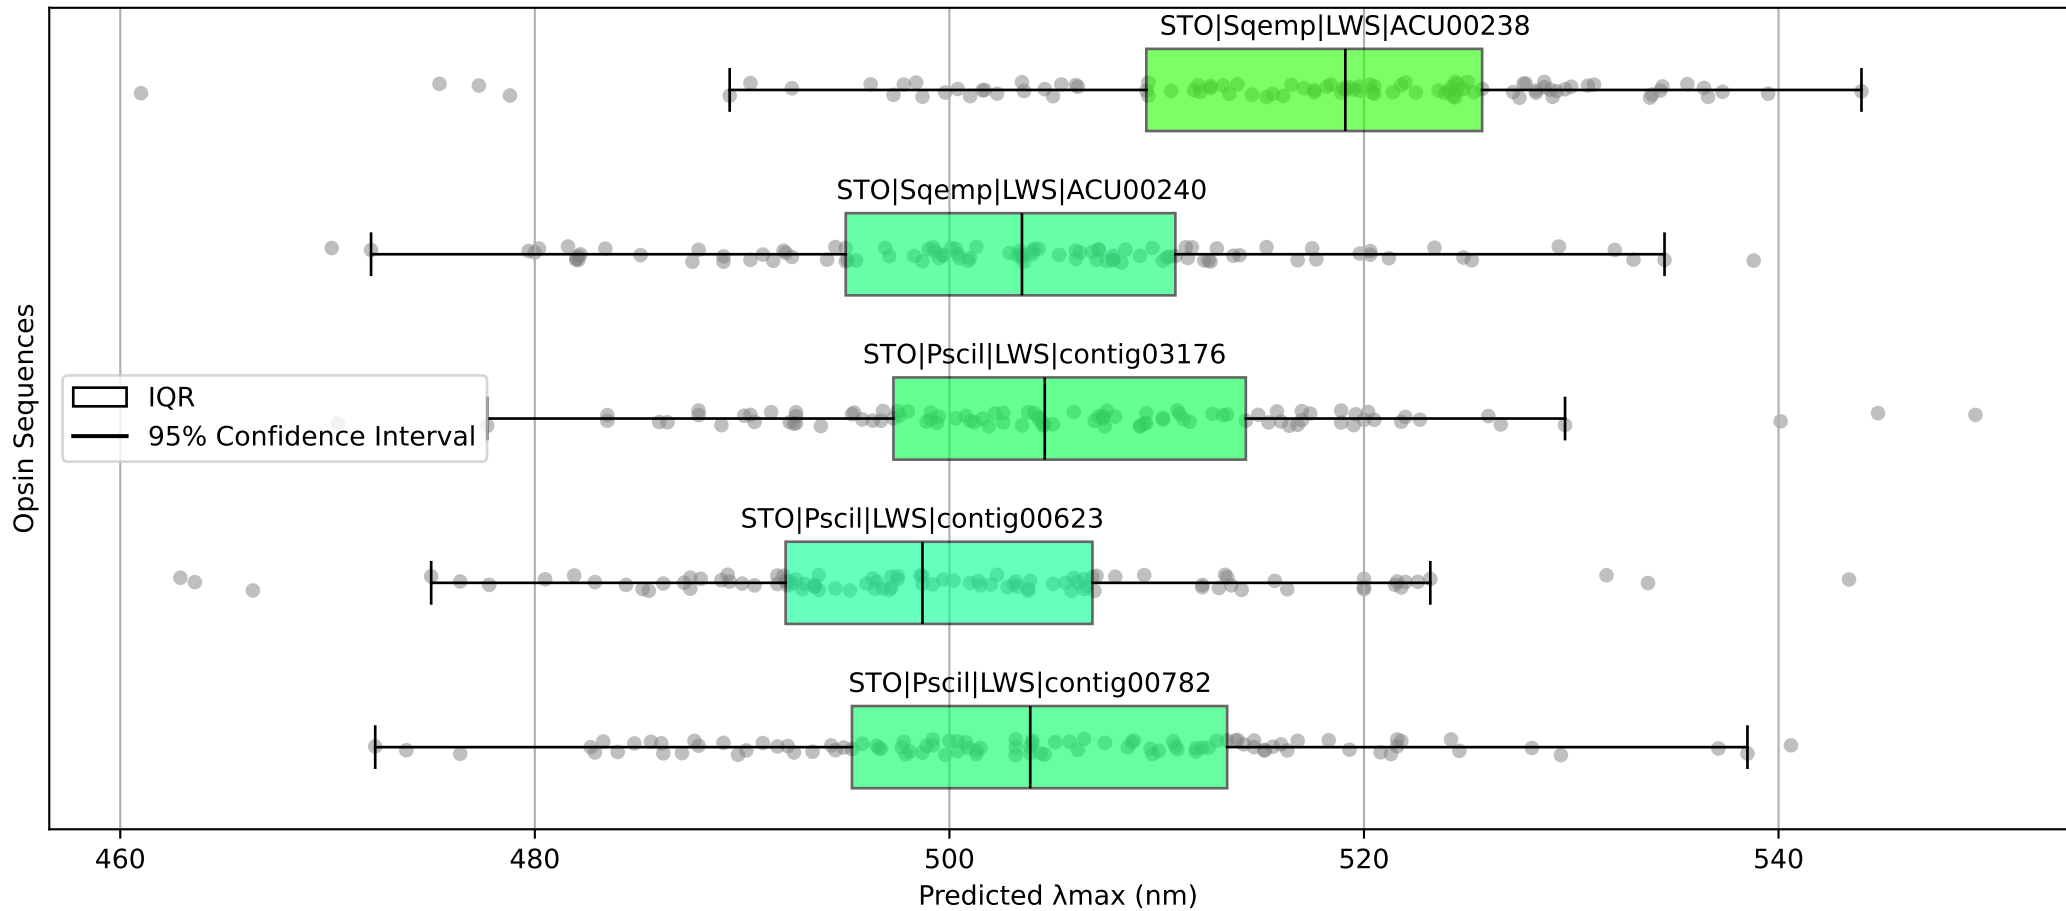 STO|Sqemp|LWS|ACU00238
STO|Sqemp|LWS|ACU00240
STO|Pscil|LWS|contig03176
IQR
95% Confidence Interval
STO|Pscil|LWS|contig00623
STO|Pscil|LWS|contig00782
Opsin Sequences
460 480 500 520 540
Predicted λmax (nm)